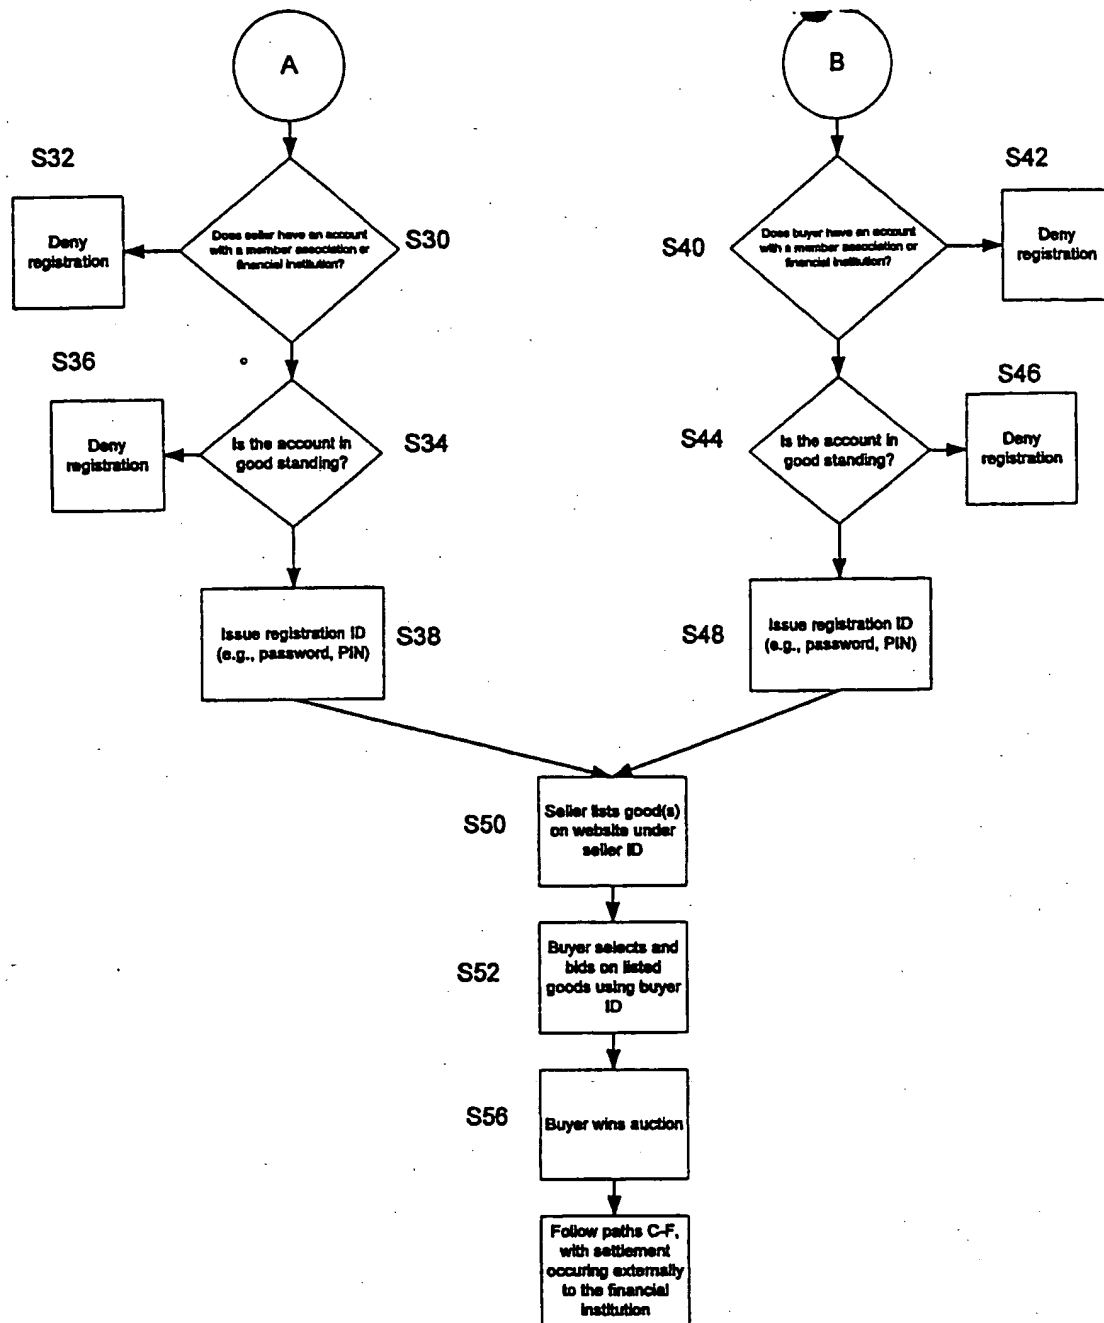 A
B
S32
S42
Deny
registration
Does seller have an account
with a member association or
financial institution?
S30
S40
Does buyer have an account
with a member association or
financial institution?
Deny
registration
S36
S46
Deny
registration
Is the account in
good standing?
S34
S44
Is the account in
good standing?
Deny
registration
Issue registration ID
(e.g., password, PIN)
S38
S48
Issue registration ID
(e.g., password, PIN)
S50
Seller lists good(s)
on website under
seller ID
S52
Buyer selects and
bids on listed
goods using buyer
ID
S56
Buyer wins auction
Follow paths C-F,
with settlement
occuring externally
to the financial
institution